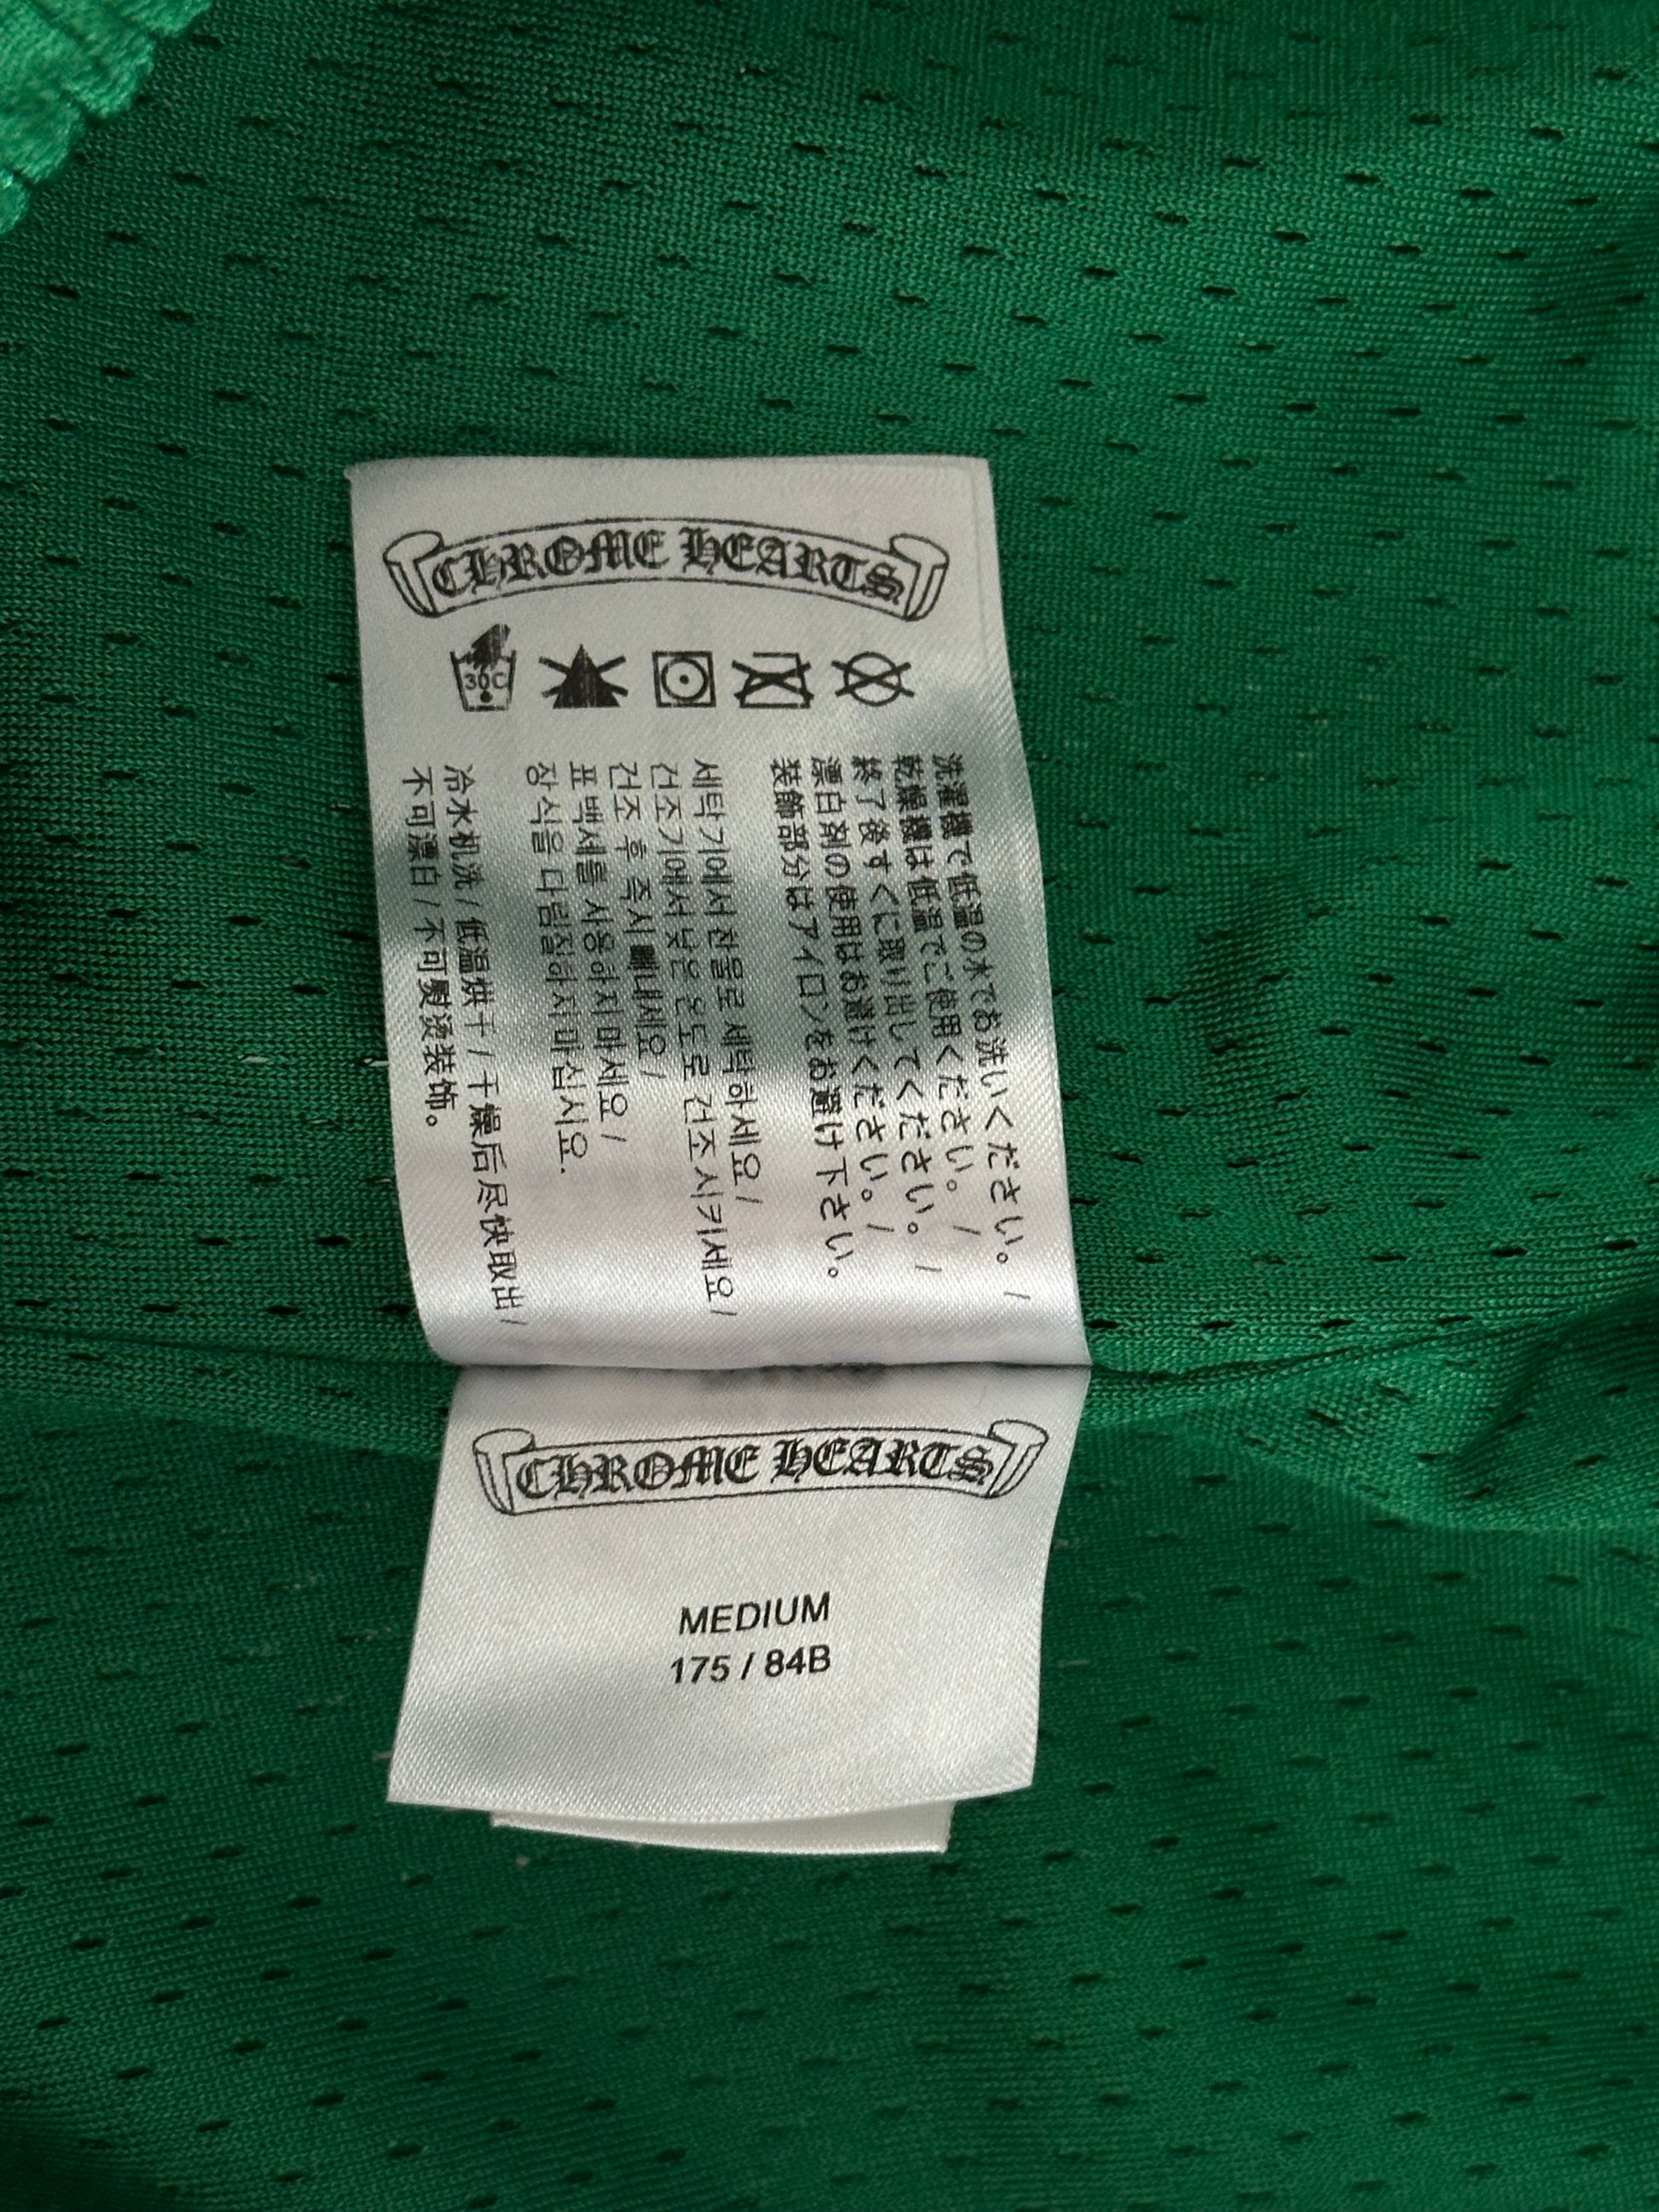 CHROME HEARTS
30C
洗濯機で低温の水でお洗いください。 /
乾燥機は低温でご使用ください。 /
終了後すぐに取り出してください。 /
漂白剤の使用はお避けください。 /
装飾部分はアイロンをお避け下さい。
세탁기에서 찬물로 세탁하세요 /
건조기에서 낮은 온도로 건조 시키세요 /
건조 후 즉시 빼내세요 /
표백세를 사용하지 마세요 /
장식을 다림질하지 마십시요.
冷水机洗 / 低温烘干 / 干燥后尽快取出 /
不可漂白 / 不可熨烫装饰。
CHROME HEARTS
MEDIUM
175 / 84B